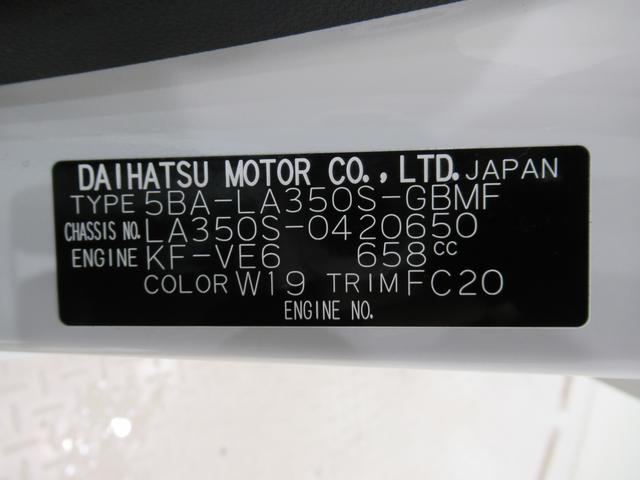 DAIHATSU MOTOR CO., LTD. JAPAN
TYPE 5BA-LA350S-GBMF
CHASSIS NO. LA350S-0420650
ENGINE KF-VE6 658cc
COLOR W19 TRIM FC20
ENGINE NO.